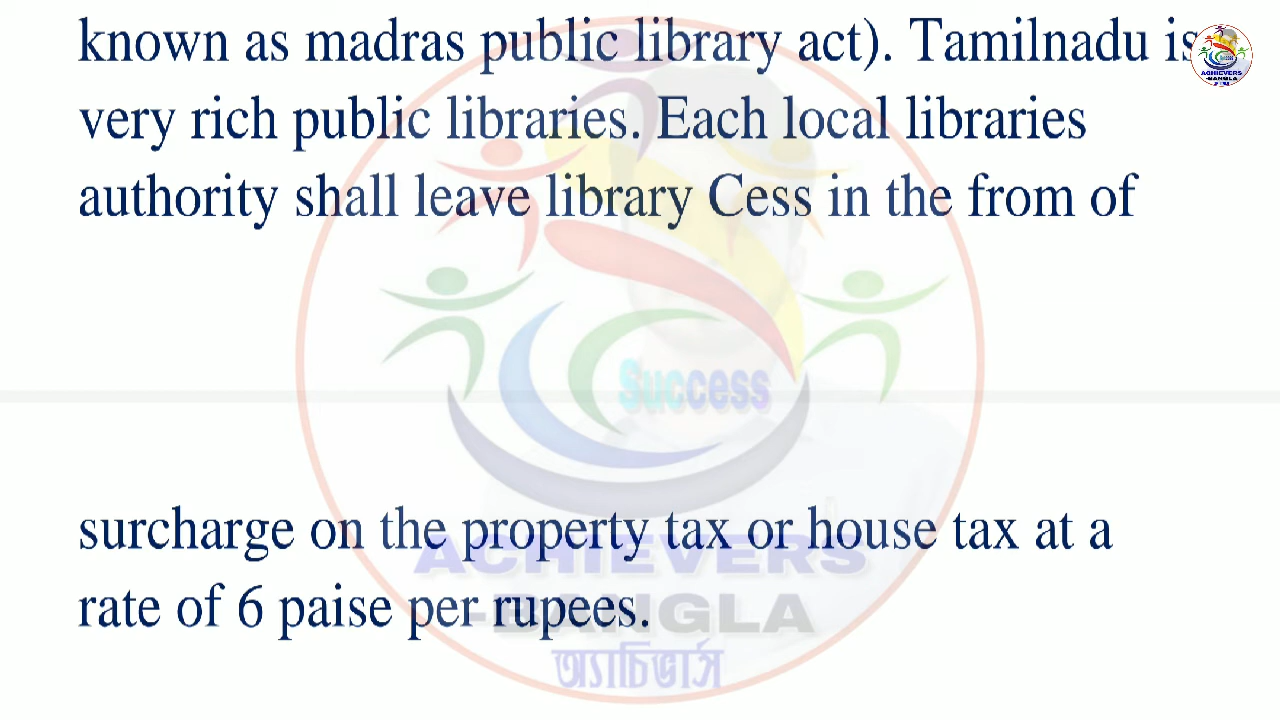 known as madras public library act). Tamilnadu is
very rich public libraries. Each local libraries
authority shall leave library Cess in the from of
Success
surcharge on the property tax or house tax at a
ACHIEVERS
rate of 6 paise per rupees.
-BANGLA
অ্যাচিভার্স
ACHIEVERS
-BANGLA